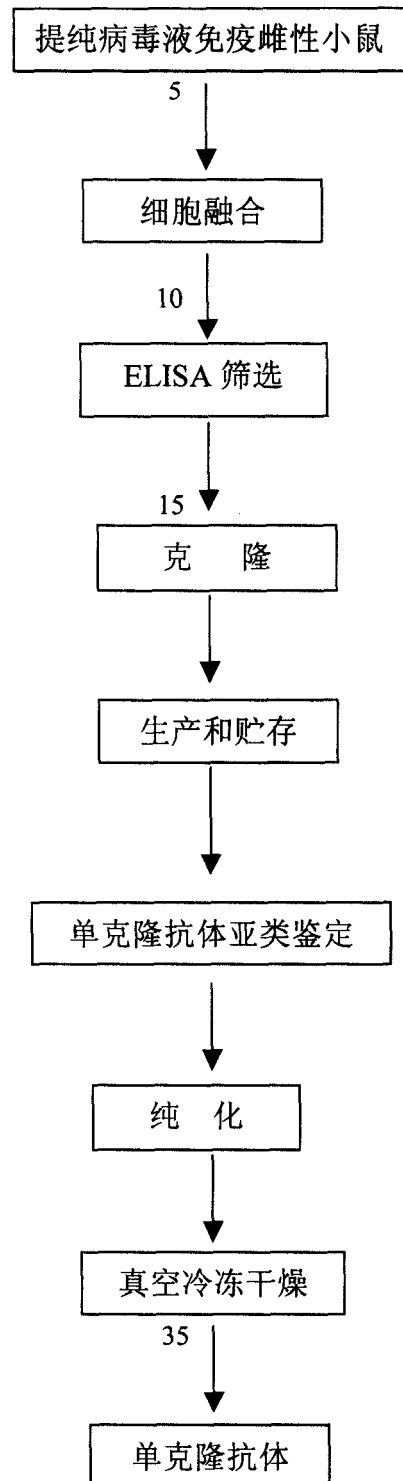 提纯病毒液免疫雌性小鼠
5
细胞融合
10
ELISA 筛选
15
克 隆
生产和贮存
单克隆抗体亚类鉴定
纯 化
真空冷冻干燥
35
单克隆抗体